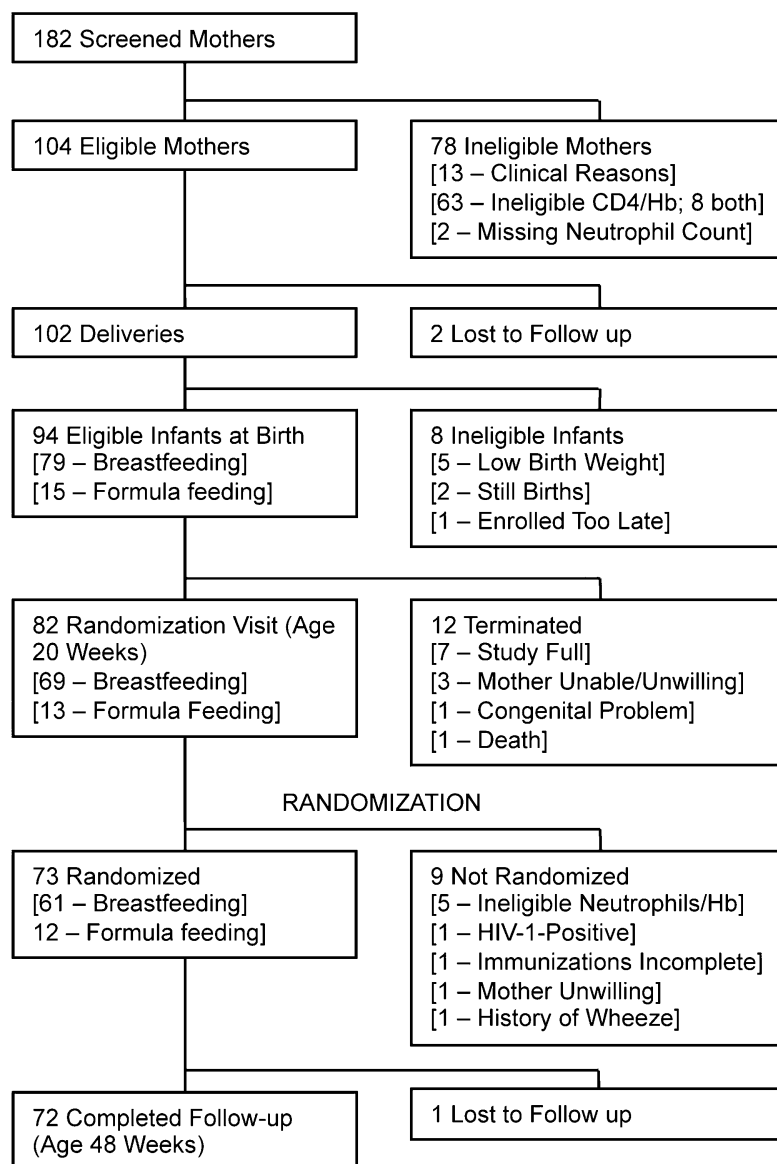 182 Screened Mothers
104 Eligible Mothers
78 Ineligible Mothers
[13 – Clinical Reasons]
[63 – Ineligible CD4/Hb; 8 both]
[2 – Missing Neutrophil Count]
102 Deliveries
2 Lost to Follow up
94 Eligible Infants at Birth
[79 – Breastfeeding]
[15 – Formula feeding]
8 Ineligible Infants
[5 – Low Birth Weight]
[2 – Still Births]
[1 – Enrolled Too Late]
82 Randomization Visit (Age
20 Weeks)
[69 – Breastfeeding]
[13 – Formula Feeding]
12 Terminated
[7 – Study Full]
[3 – Mother Unable/Unwilling]
[1 – Congenital Problem]
[1 – Death]
RANDOMIZATION
73 Randomized
[61 – Breastfeeding]
12 – Formula feeding]
9 Not Randomized
[5 – Ineligible Neutrophils/Hb]
[1 – HIV-1-Positive]
[1 – Immunizations Incomplete]
[1 – Mother Unwilling]
[1 – History of Wheeze]
72 Completed Follow-up
(Age 48 Weeks)
1 Lost to Follow up